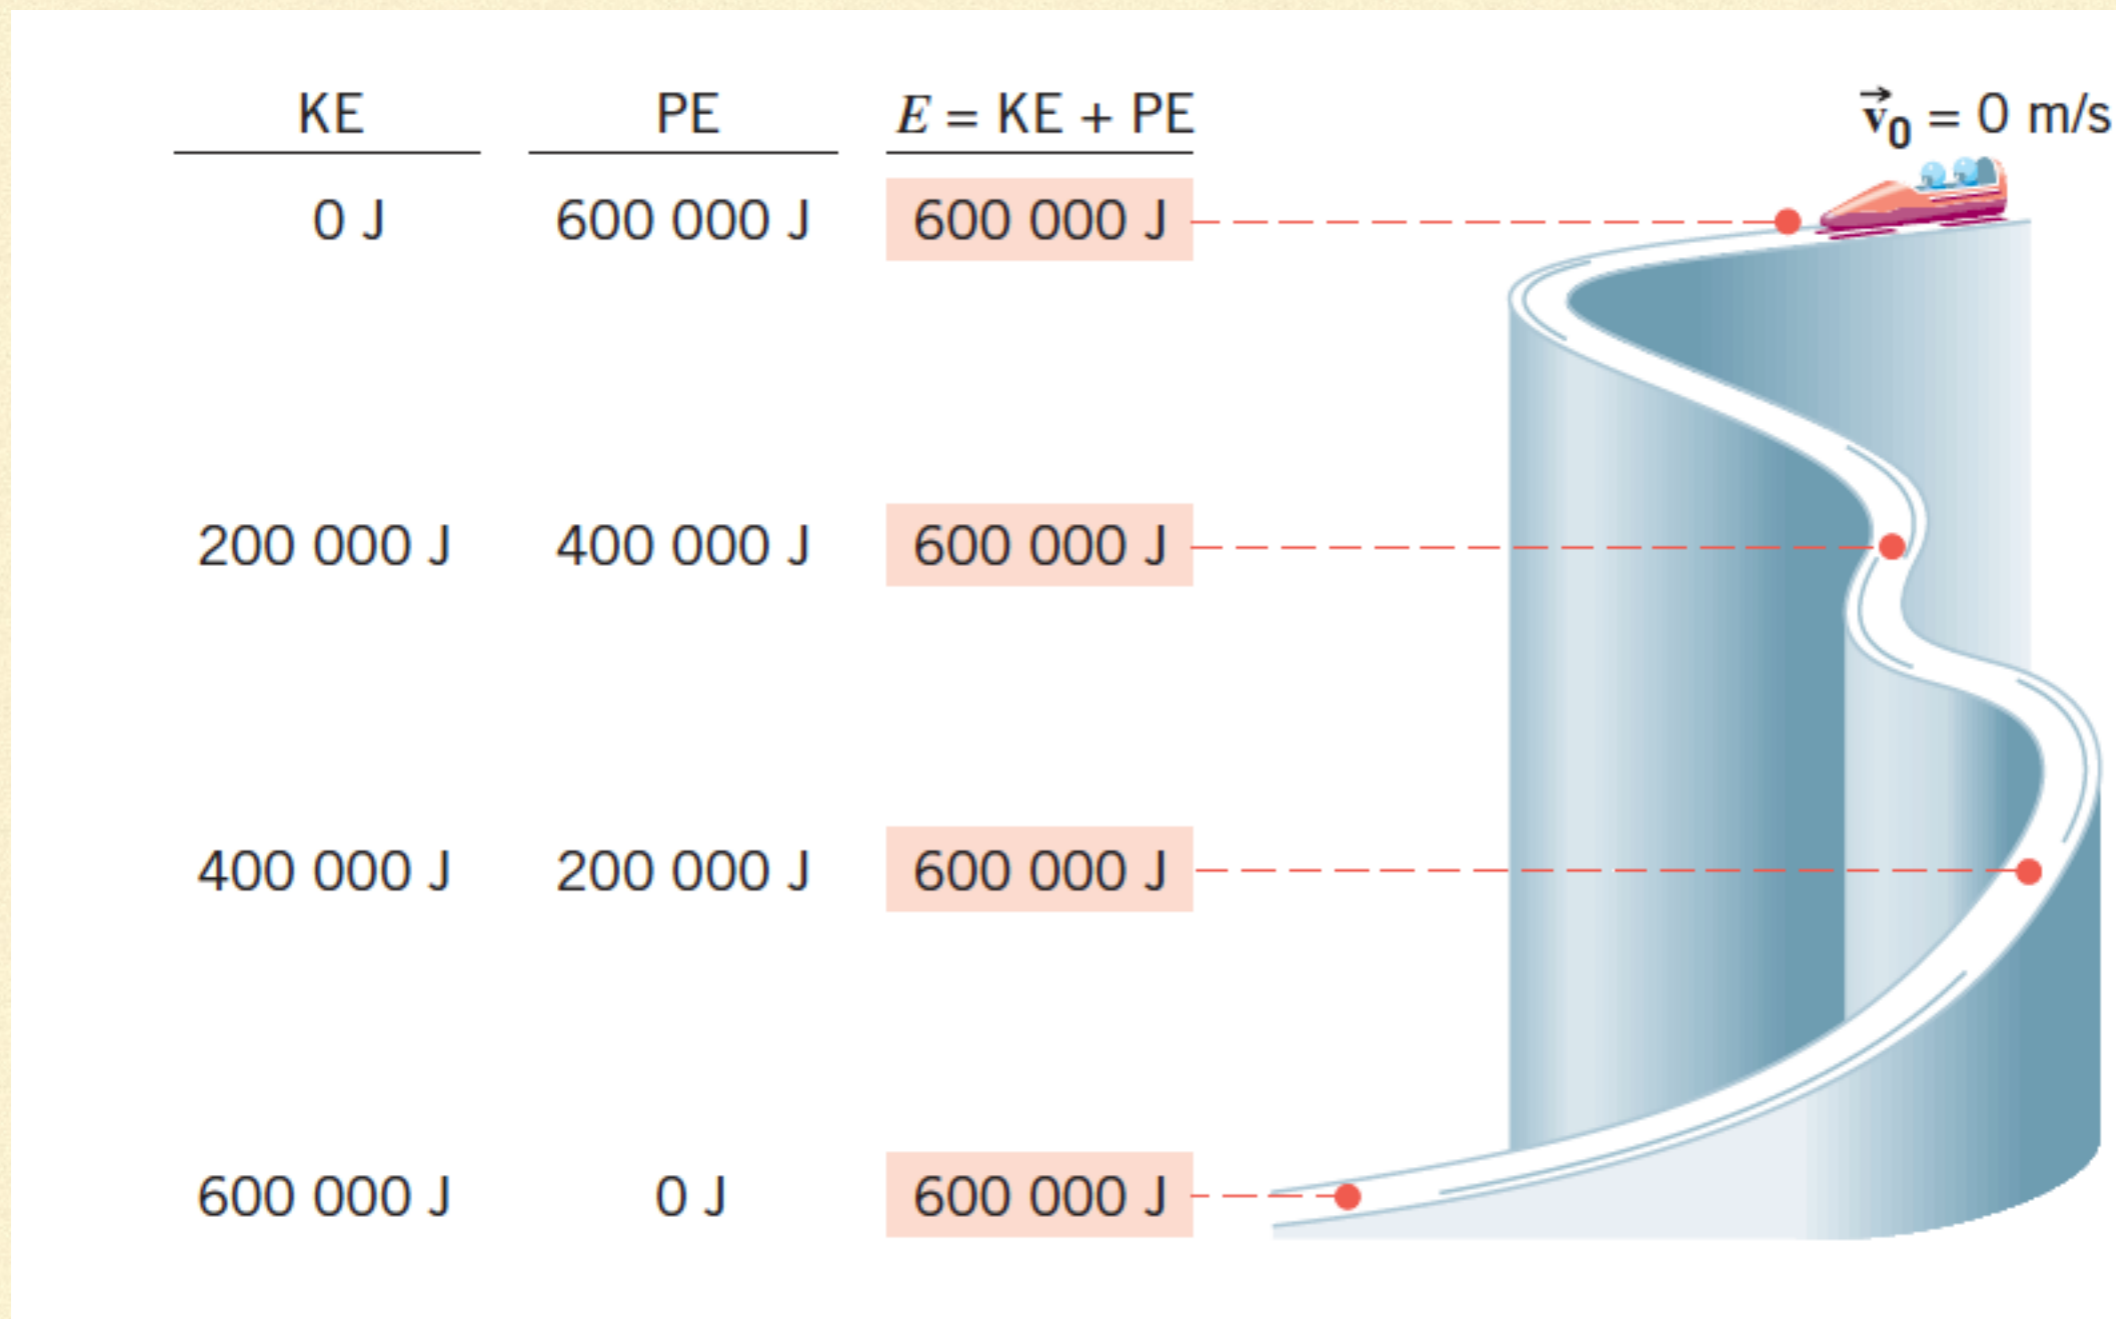 KE PE E = KE + PE v⃗₀ = 0 m/s
0 J 600 000 J 600 000 J
200 000 J 400 000 J 600 000 J
400 000 J 200 000 J 600 000 J
600 000 J 0 J 600 000 J